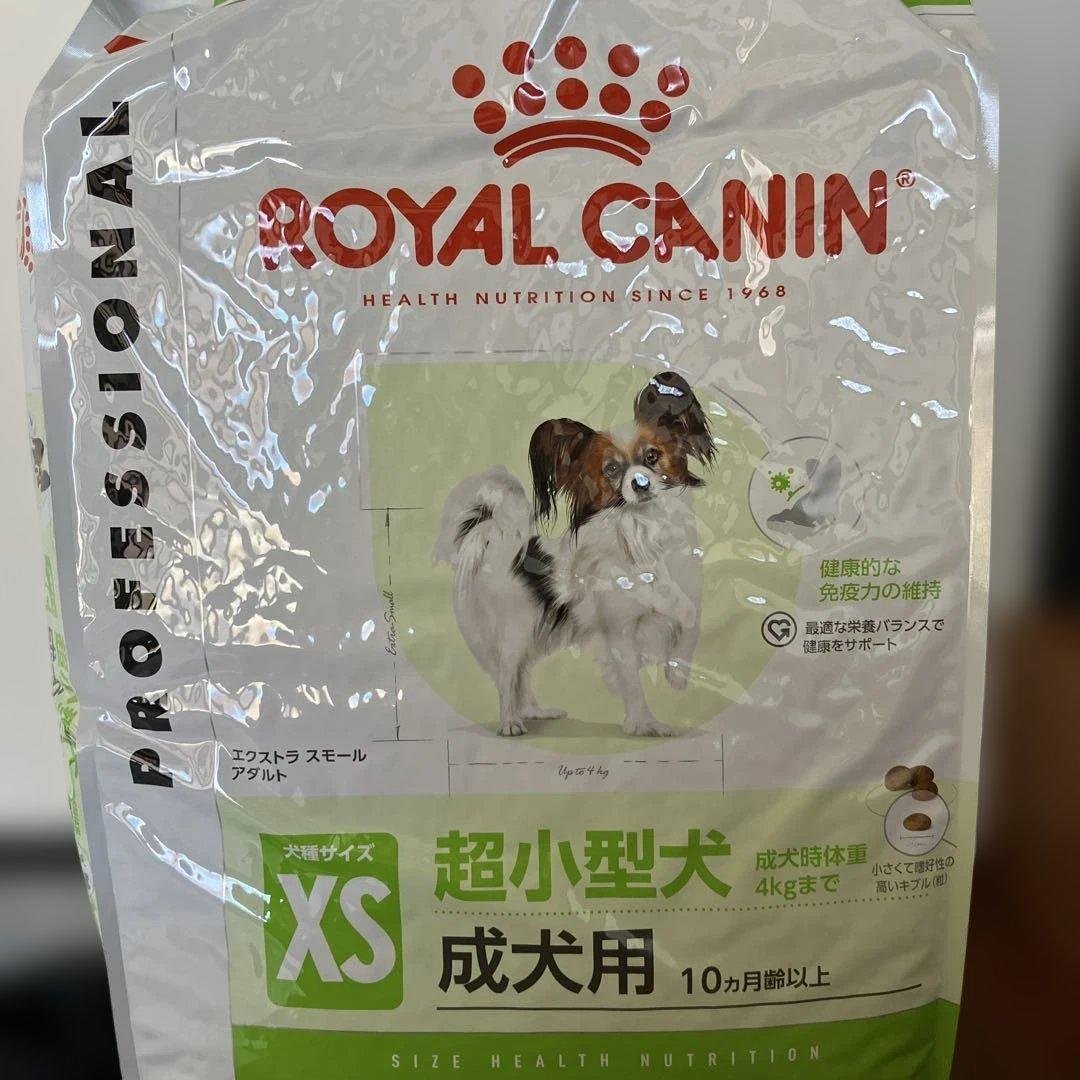 PROFESSIONAL
ROYAL CANIN®
HEALTH NUTRITION SINCE 1968
健康的な
免疫力の維持
最適な栄養バランスで
健康をサポート
Extra Small
エクストラ スモール
アダルト
Up to 4 kg
犬種サイズ
XS
超小型犬
成犬時体重
4kgまで
小さくて嗜好性の
高いキブル(粒)
成犬用
10ヵ月齢以上
SIZE HEALTH NUTRITION